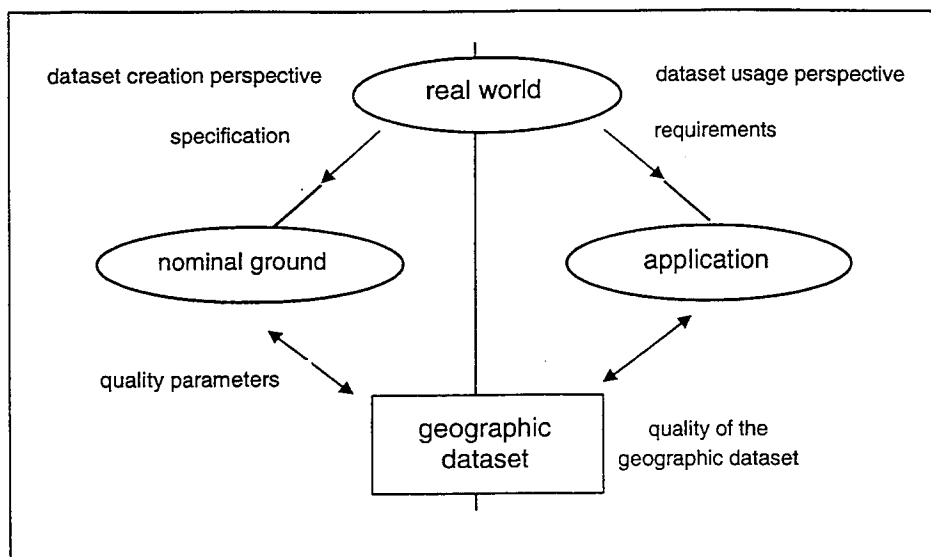 dataset creation perspective
real world
dataset usage perspective
specification
requirements
nominal ground
application
quality parameters
geographic
dataset
quality of the
geographic dataset